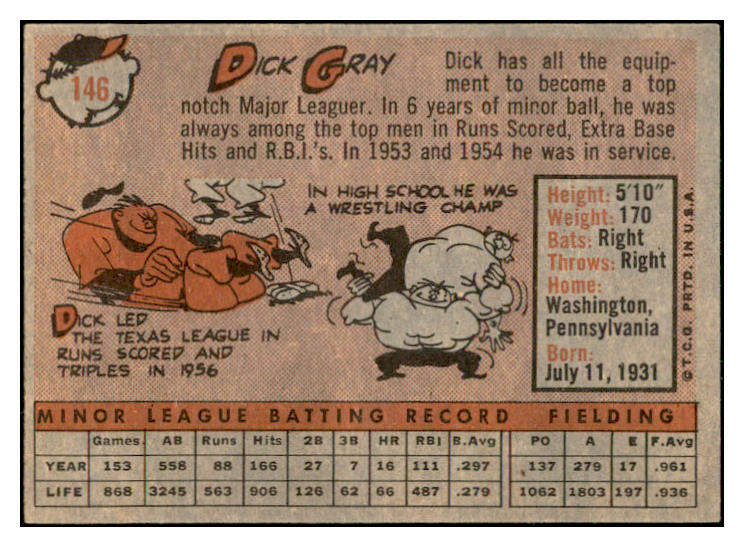 146
DICK GRAY
Dick has all the equip-
ment to become a top
notch Major Leaguer. In 6 years of minor ball, he was
always among the top men in Runs Scored, Extra Base
Hits and R.B.I.'s. In 1953 and 1954 he was in service.
IN HIGH SCHOOL HE WAS
A WRESTLING CHAMP
DICK LED
THE TEXAS LEAGUE IN
RUNS SCORED AND
TRIPLES IN 1956
Height: 5'10"
Weight: 170
Bats: Right
Throws: Right
Home:
Washington,
Pennsylvania
Born:
July 11, 1931
©T.C.G. PRTD. IN U.S.A.
MINOR LEAGUE BATTING RECORD FIELDING
Games AB Runs Hits 2B 3B HR RBI B.Avg PO A E F.Avg
YEAR 153 558 88 166 27 7 16 111 .297 137 279 17 .961
LIFE 868 3245 563 906 126 62 66 487 .279 1062 1803 197 .936